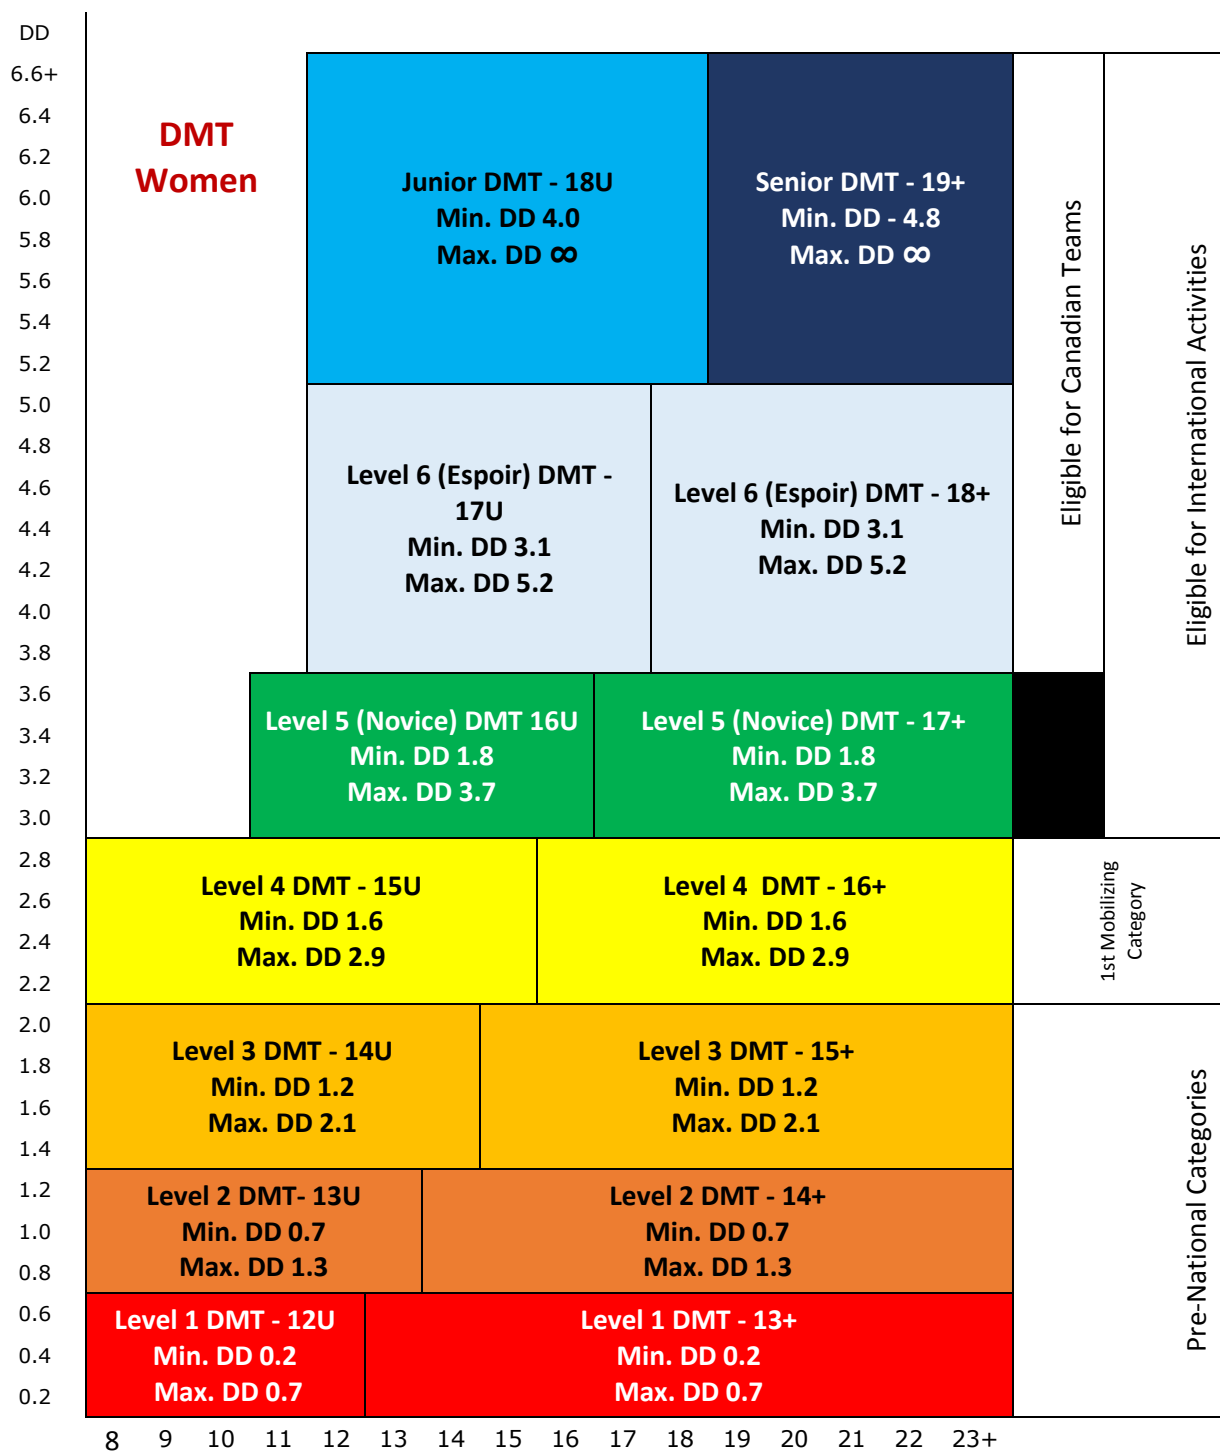 DD
6.6+
6.4
6.2
6.0
5.8
5.6
5.4
5.2
5.0
4.8
4.6
4.4
4.2
4.0
3.8
3.6
3.4
3.2
3.0
2.8
2.6
2.4
2.2
2.0
1.8
1.6
1.4
1.2
1.0
0.8
0.6
0.4
0.2
DMT
Women
Junior DMT - 18U
Min. DD 4.0
Max. DD ∞
Senior DMT - 19+
Min. DD - 4.8
Max. DD ∞
Level 6 (Espoir) DMT -
17U
Min. DD 3.1
Max. DD 5.2
Level 6 (Espoir) DMT - 18+
Min. DD 3.1
Max. DD 5.2
Level 5 (Novice) DMT 16U
Min. DD 1.8
Max. DD 3.7
Level 5 (Novice) DMT - 17+
Min. DD 1.8
Max. DD 3.7
Level 4 DMT - 15U
Min. DD 1.6
Max. DD 2.9
Level 4  DMT - 16+
Min. DD 1.6
Max. DD 2.9
Level 3 DMT - 14U
Min. DD 1.2
Max. DD 2.1
Level 3 DMT - 15+
Min. DD 1.2
Max. DD 2.1
Level 2 DMT- 13U
Min. DD 0.7
Max. DD 1.3
Level 2 DMT - 14+
Min. DD 0.7
Max. DD 1.3
Level 1 DMT - 12U
Min. DD 0.2
Max. DD 0.7
Level 1 DMT - 13+
Min. DD 0.2
Max. DD 0.7
Eligible for Canadian Teams
Eligible for International Activities
1st Mobilizing
Category
Pre-National Categories
8 9 10 11 12 13 14 15 16 17 18 19 20 21 22 23+